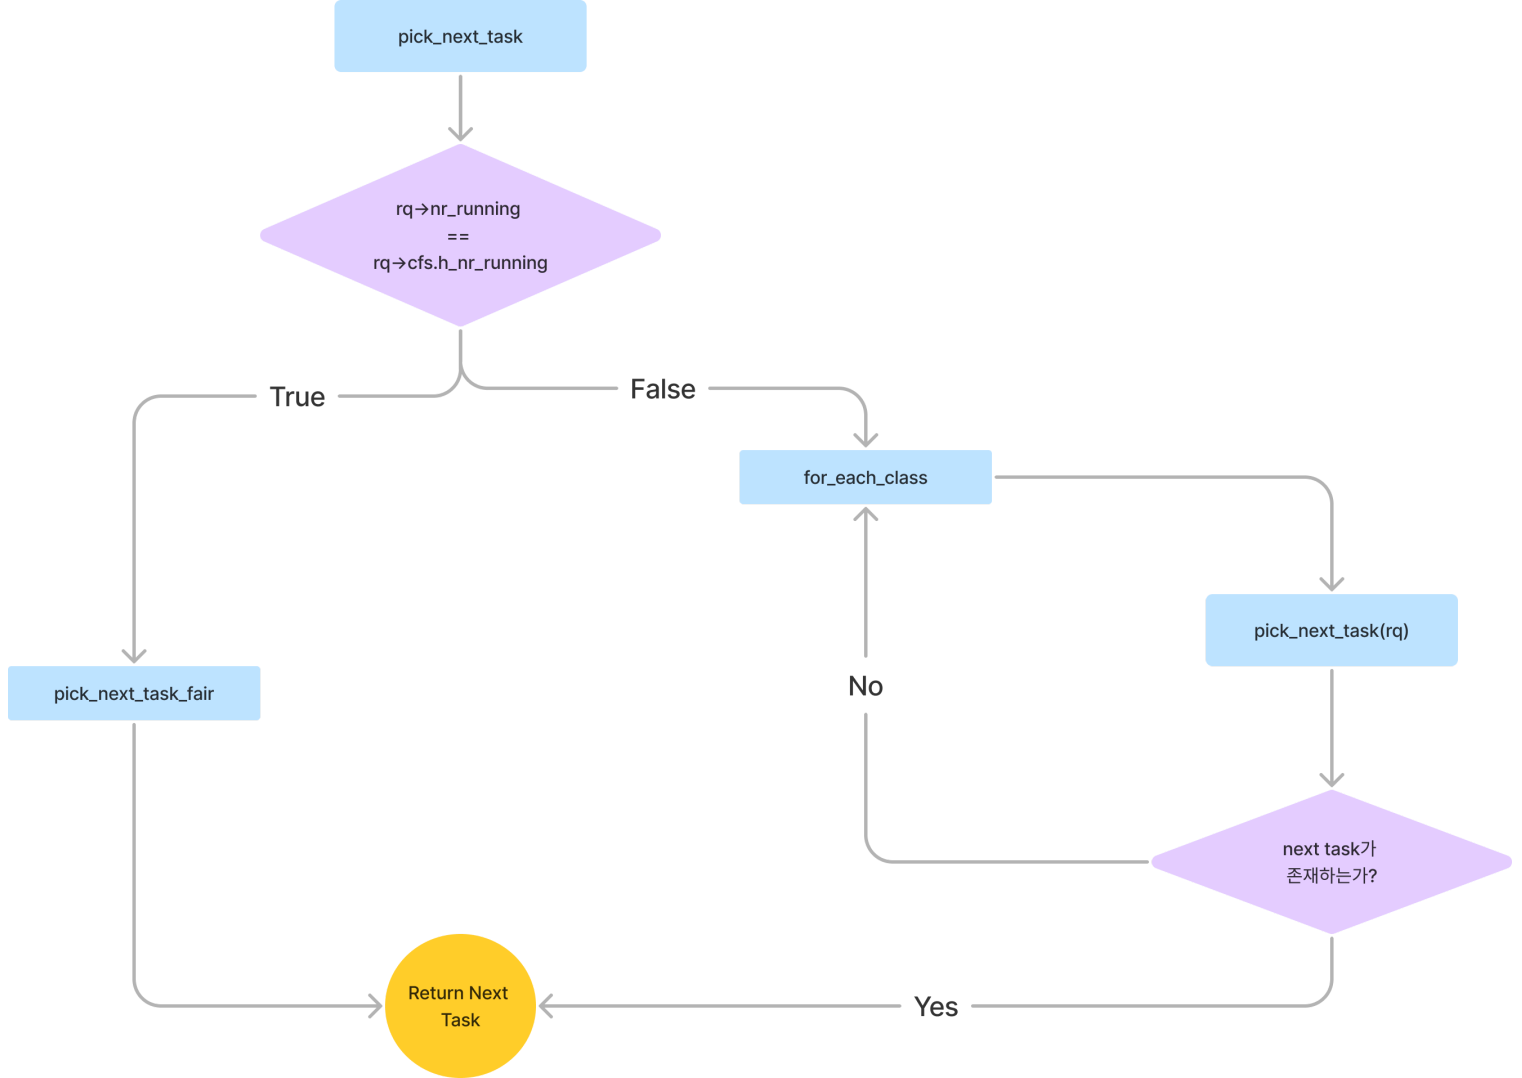 pick_next_task
rq→nr_running
==
rq→cfs.h_nr_running
True
False
for_each_class
pick_next_task(rq)
pick_next_task_fair
No
next task가
존재하는가?
Return Next
Task
Yes